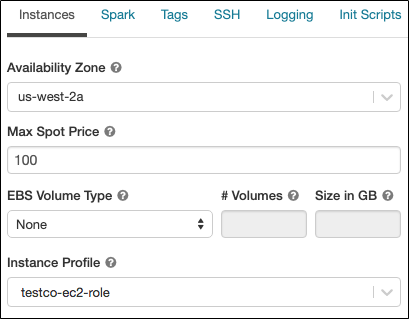 Instances Spark Tags SSH Logging Init Scripts
Availability Zone ?
us-west-2a
Max Spot Price ?
100
EBS Volume Type ? # Volumes ? Size in GB ?
None
Instance Profile ?
testco-ec2-role